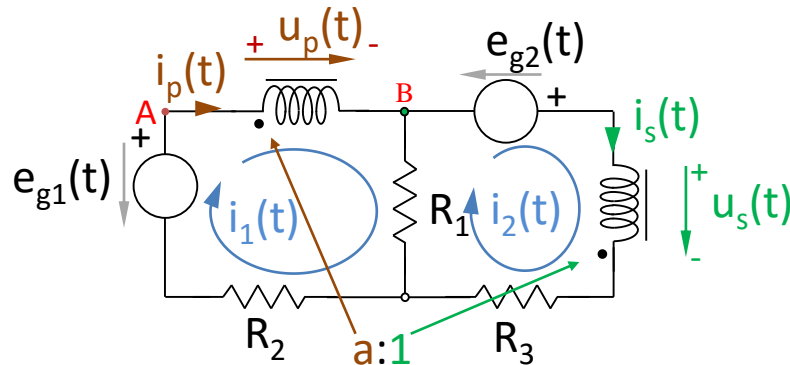 + u_p(t) -
e_g2(t)
i_p(t)
A
B
+
+
i_s(t)
e_g1(t)
i_1(t)
R_1
i_2(t)
+
u_s(t)
-
R_2
a:1
R_3